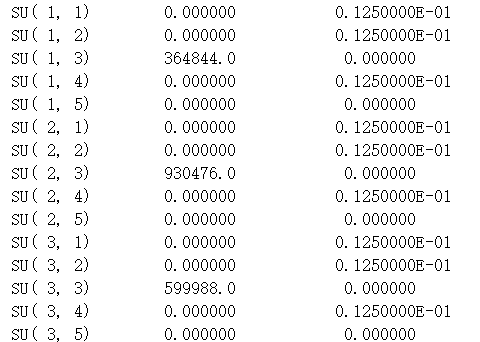 SU( 1, 1) 0.000000 0.1250000E-01
SU( 1, 2) 0.000000 0.1250000E-01
SU( 1, 3) 364844.0 0.000000
SU( 1, 4) 0.000000 0.1250000E-01
SU( 1, 5) 0.000000 0.000000
SU( 2, 1) 0.000000 0.1250000E-01
SU( 2, 2) 0.000000 0.1250000E-01
SU( 2, 3) 930476.0 0.000000
SU( 2, 4) 0.000000 0.1250000E-01
SU( 2, 5) 0.000000 0.000000
SU( 3, 1) 0.000000 0.1250000E-01
SU( 3, 2) 0.000000 0.1250000E-01
SU( 3, 3) 599988.0 0.000000
SU( 3, 4) 0.000000 0.1250000E-01
SU( 3, 5) 0.000000 0.000000